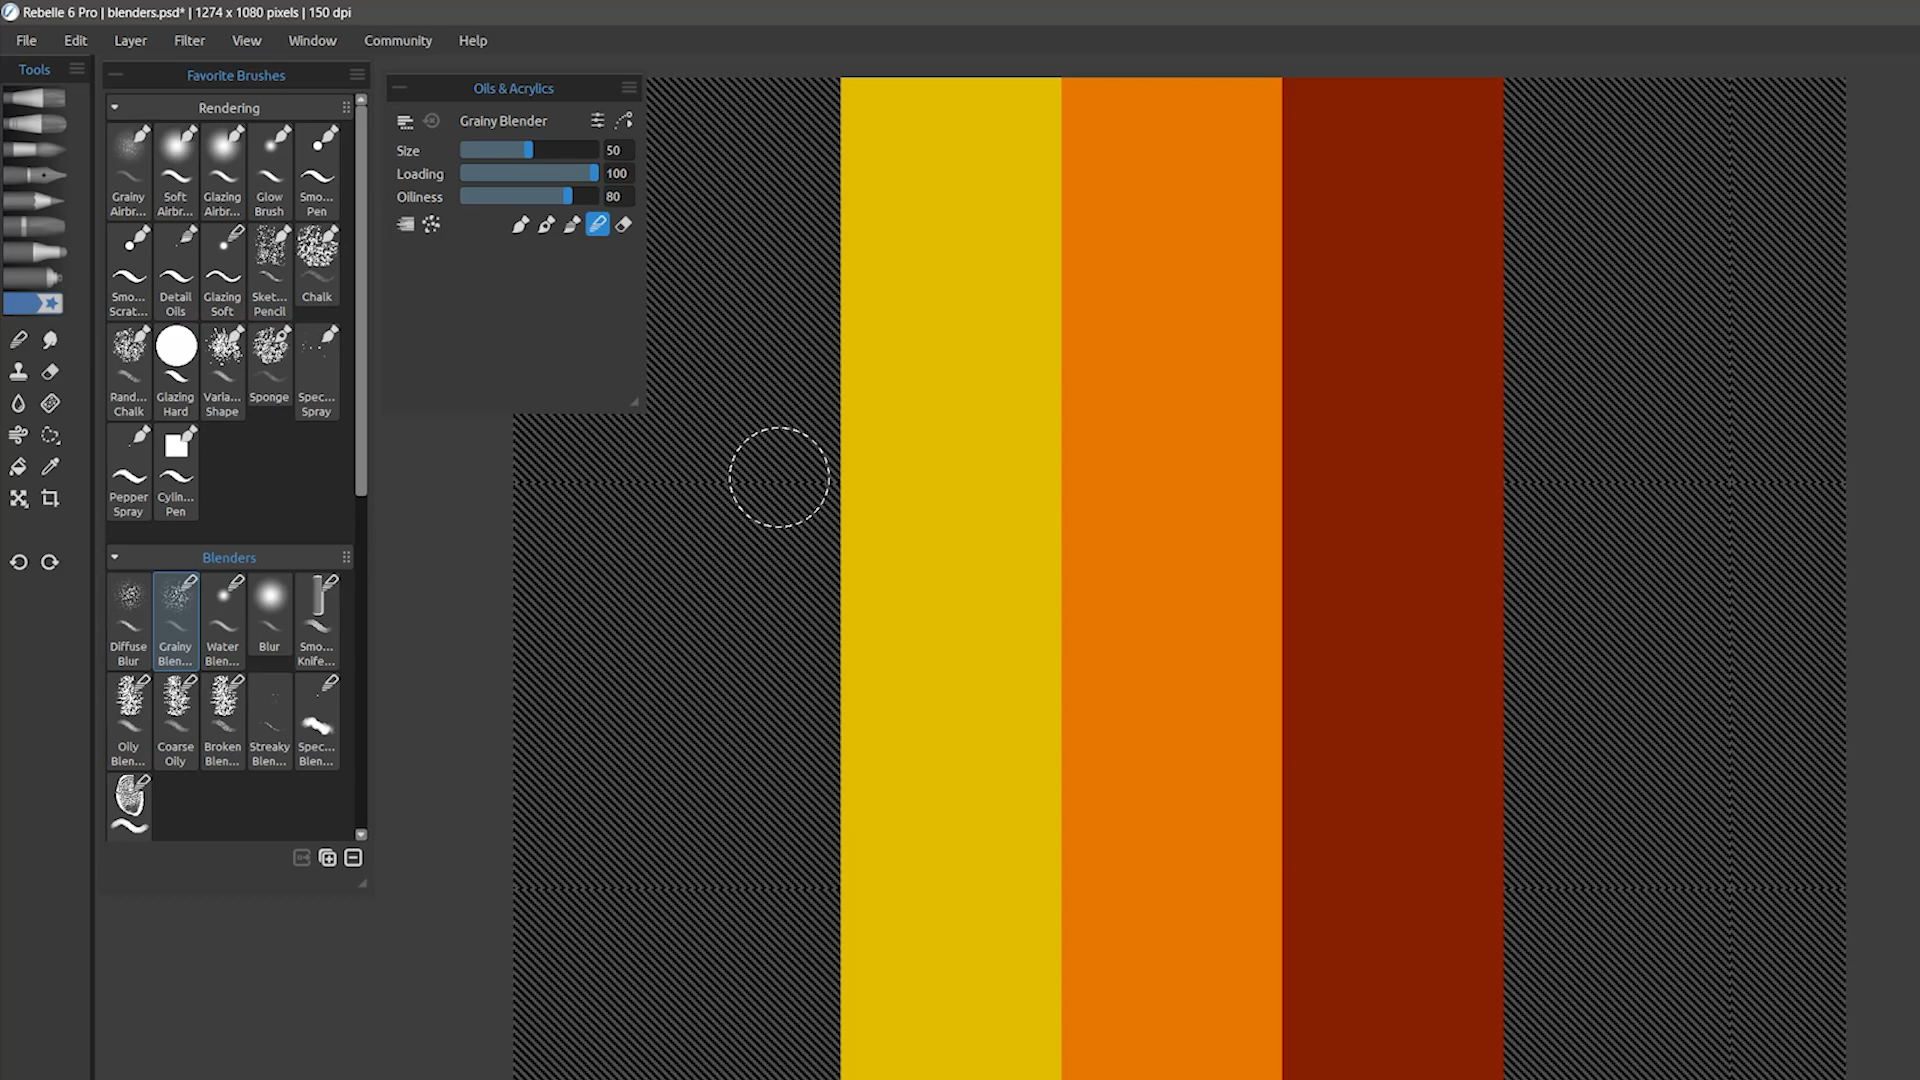 Rebelle 6 Pro | blenders.psd* | 1274 x 1080 pixels | 150 dpi
File Edit Layer Filter View Window Community Help
Tools
Favorite Brushes
Rendering
Grainy Airbr...
Soft Airbr...
Glazing Airbr...
Glow Brush
Smo... Pen
Smo... Scrat...
Detail Oils
Glazing Soft
Sket... Pencil
Chalk
Rand... Chalk
Glazing Hard
Varia... Shape
Sponge
Spec... Spray
Pepper Spray
Cylin... Pen
Blenders
Diffuse Blur
Grainy Blen...
Water Blen...
Blur
Smo... Knife...
Oily Blen...
Coarse Oily
Broken Blen...
Streaky Blen...
Spec... Blen...
Oils & Acrylics
Grainy Blender
Size 50
Loading 100
Oiliness 80